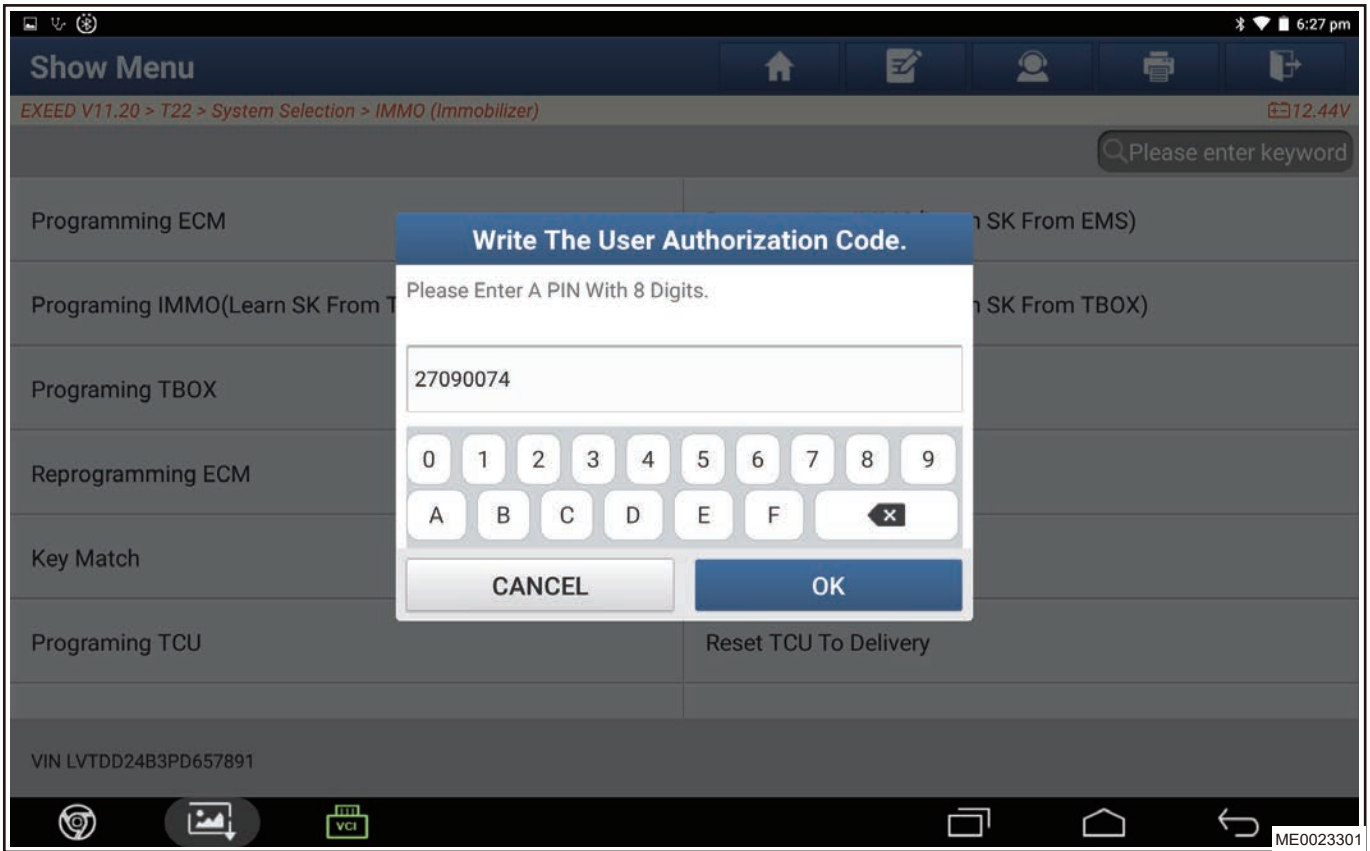 6:27 pm
Show Menu
EXEED V11.20 > T22 > System Selection > IMMO (Immobilizer)
12.44V
Please enter keyword
Programming ECM
SK From EMS)
Write The User Authorization Code.
Please Enter A PIN With 8 Digits.
Programing IMMO(Learn SK From T
SK From TBOX)
27090074
Programing TBOX
0 1 2 3 4 5 6 7 8 9
Reprogramming ECM
A B C D E F
Key Match
CANCEL
OK
Programing TCU
Reset TCU To Delivery
VIN LVTDD24B3PD657891
VCI
ME0023301